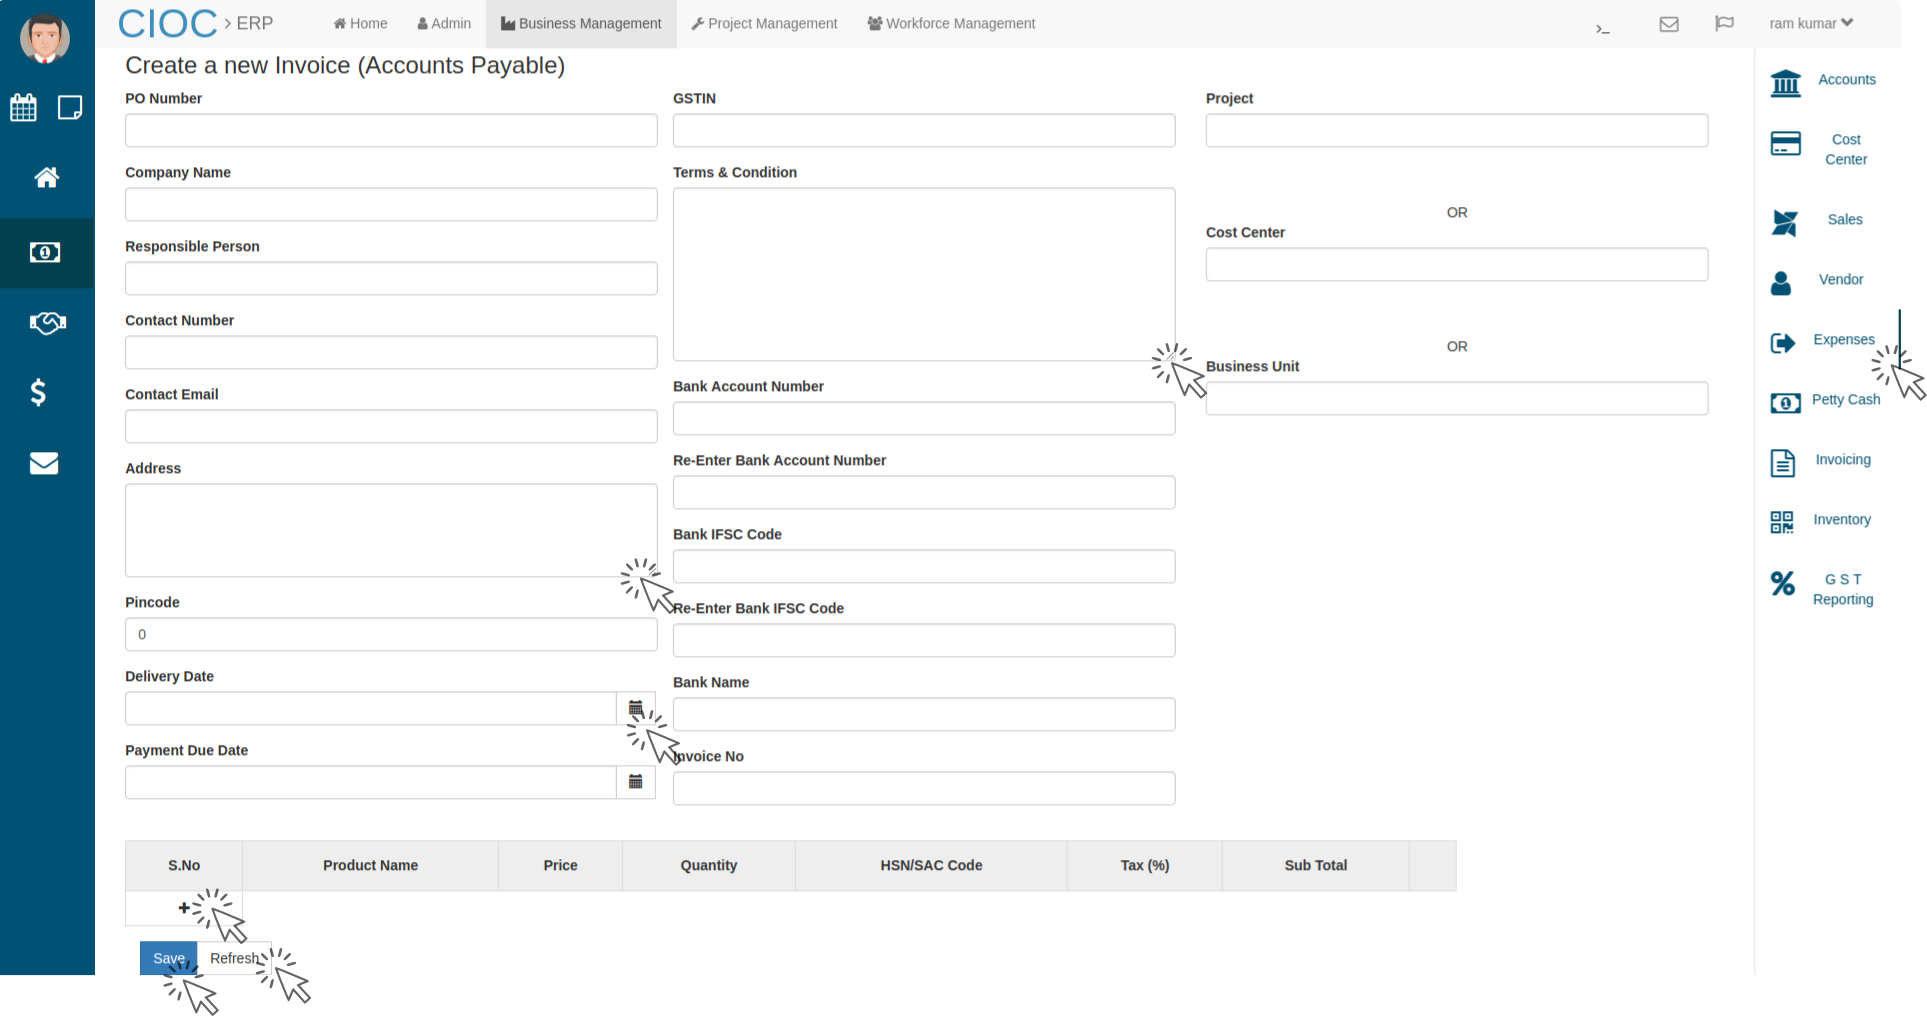 CIOC > ERP Home Admin Business Management Project Management Workforce Management >_ ram kumar
Create a new Invoice (Accounts Payable)
PO Number
Company Name
Responsible Person
Contact Number
Contact Email
Address
Pincode
0
Delivery Date
Payment Due Date
GSTIN
Terms & Condition
Bank Account Number
Re-Enter Bank Account Number
Bank IFSC Code
Re-Enter Bank IFSC Code
Bank Name
Invoice No
Project
OR
Cost Center
OR
Business Unit
S.No Product Name Price Quantity HSN/SAC Code Tax (%) Sub Total
+
Save Refresh
Accounts
Cost
Center
Sales
Vendor
Expenses
Petty Cash
Invoicing
Inventory
G S T
Reporting